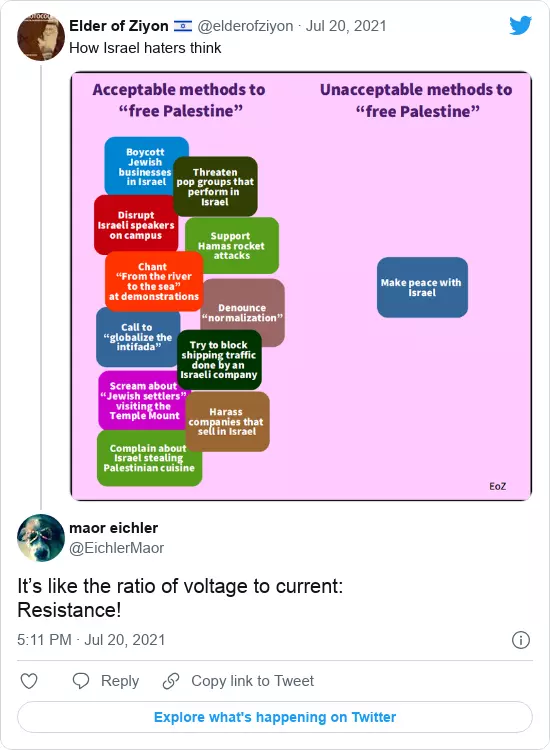 Elder of Ziyon 🇮🇱 @elderofziyon · Jul 20, 2021
How Israel haters think
Acceptable methods to
“free Palestine”
Unacceptable methods to
“free Palestine”
Boycott
Jewish
businesses
in Israel
Threaten
pop groups that
perform in
Israel
Disrupt
Israeli speakers
on campus
Support
Hamas rocket
attacks
Chant
“From the river
to the sea”
at demonstrations
Make peace with
Israel
Denounce
“normalization”
Call to
“globalize the
intifada”
Try to block
shipping traffic
done by an
Israeli company
Scream about
“Jewish settlers”
visiting the
Temple Mount
Harass
companies that
sell in Israel
Complain about
Israel stealing
Palestinian cuisine
EoZ
maor eichler
@EichlerMaor
It’s like the ratio of voltage to current:
Resistance!
5:11 PM · Jul 20, 2021
Reply
Copy link to Tweet
Explore what's happening on Twitter